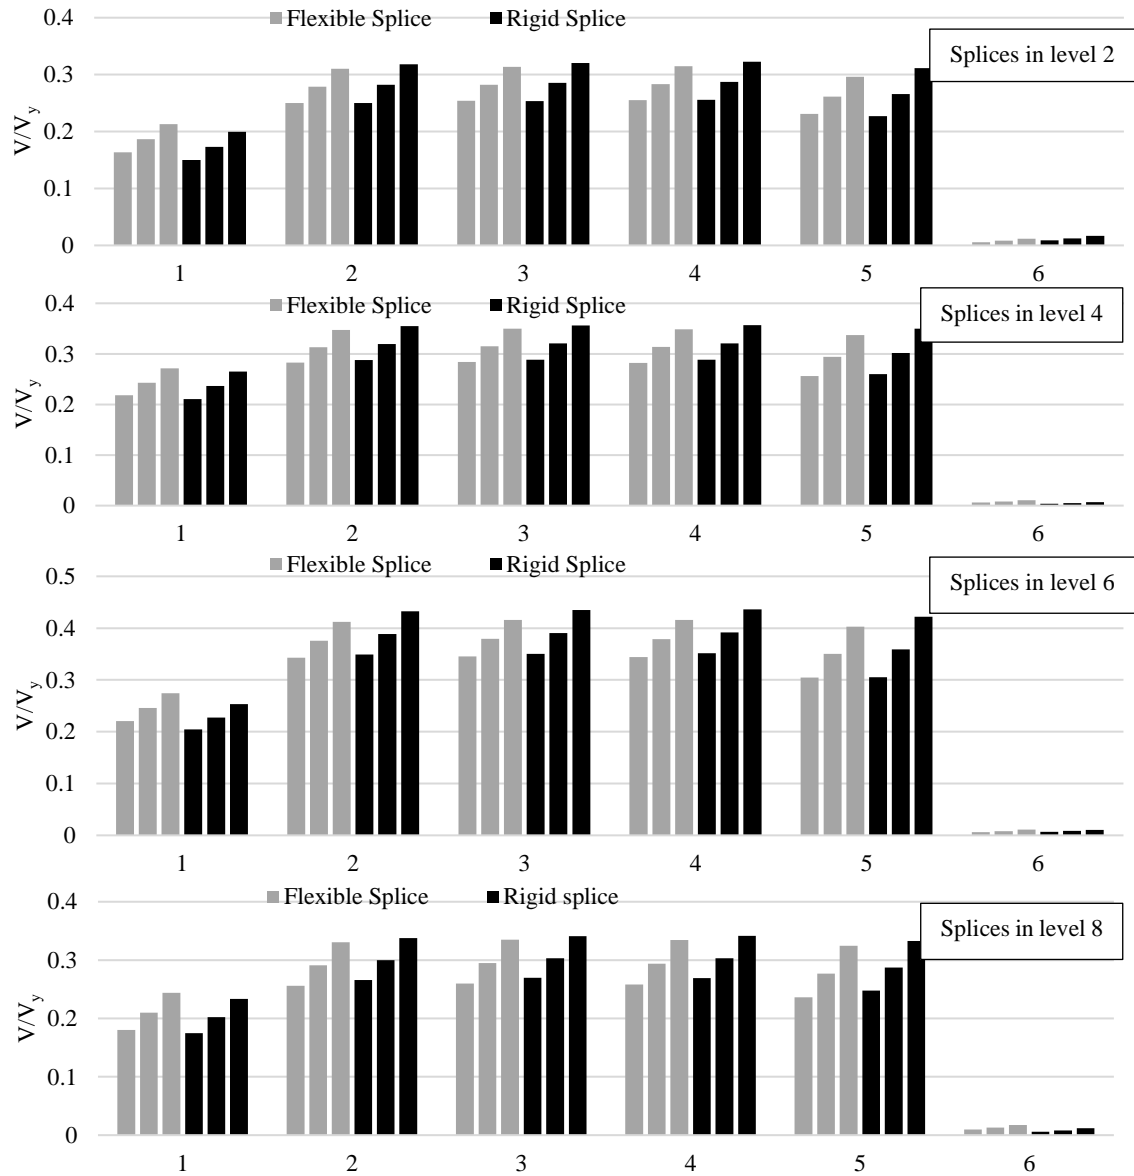 0.4
Flexible Splice
Rigid Splice
Splices in level 2
0.3
0.2
V/Vy
0.1
0
1 2 3 4 5 6
0.4
Flexible Splice
Rigid Splice
Splices in level 4
0.3
0.2
V/Vy
0.1
0
1 2 3 4 5 6
Flexible Splice
Rigid Splice
0.5
Splices in level 6
0.4
0.3
V/Vy
0.2
0.1
0
1 2 3 4 5 6
Flexible Splice
Rigid splice
0.4
Splices in level 8
0.3
0.2
V/Vy
0.1
0
1 2 3 4 5 6